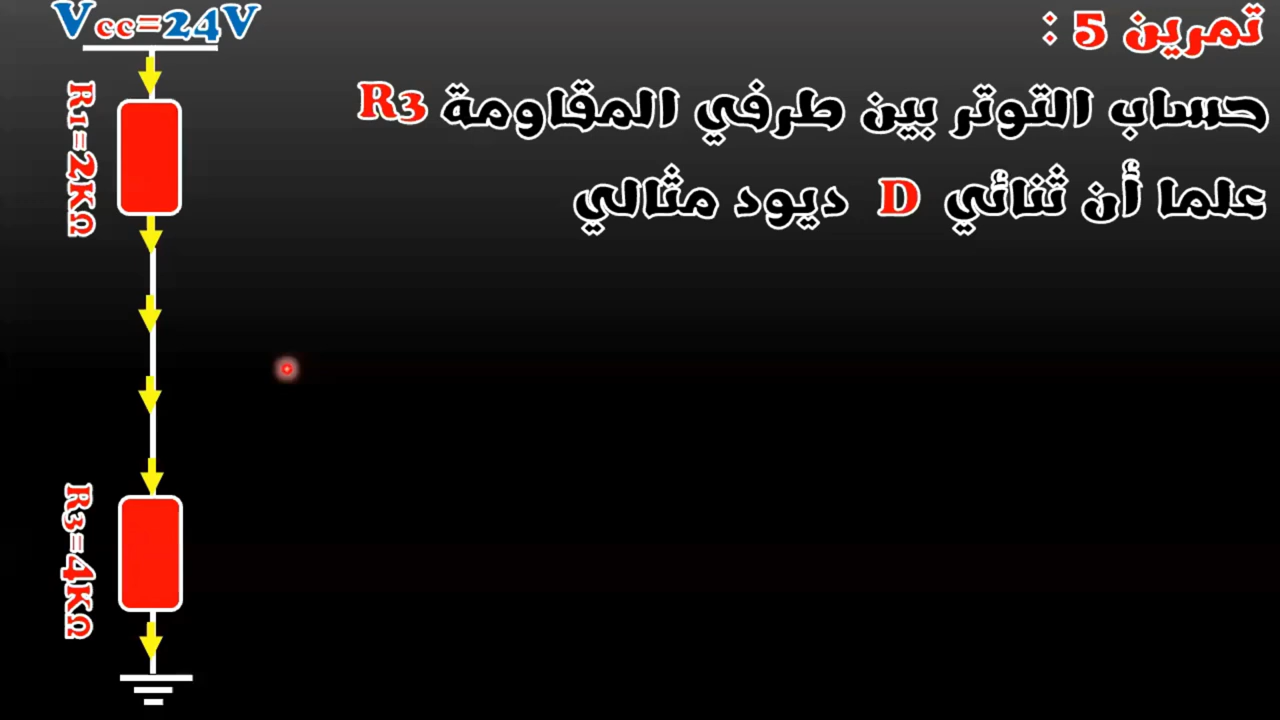 تمرين 5 :
حساب التوتر بين طرفي المقاومة R3
علما أن ثنائي D ديود مثالي
Vcc=24V
R1=2KΩ
R3=4KΩ